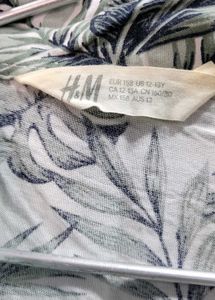 H&M
EUR 158 US 12-13Y
CA 12-13A CN 160/80
MX 158 AUS 13